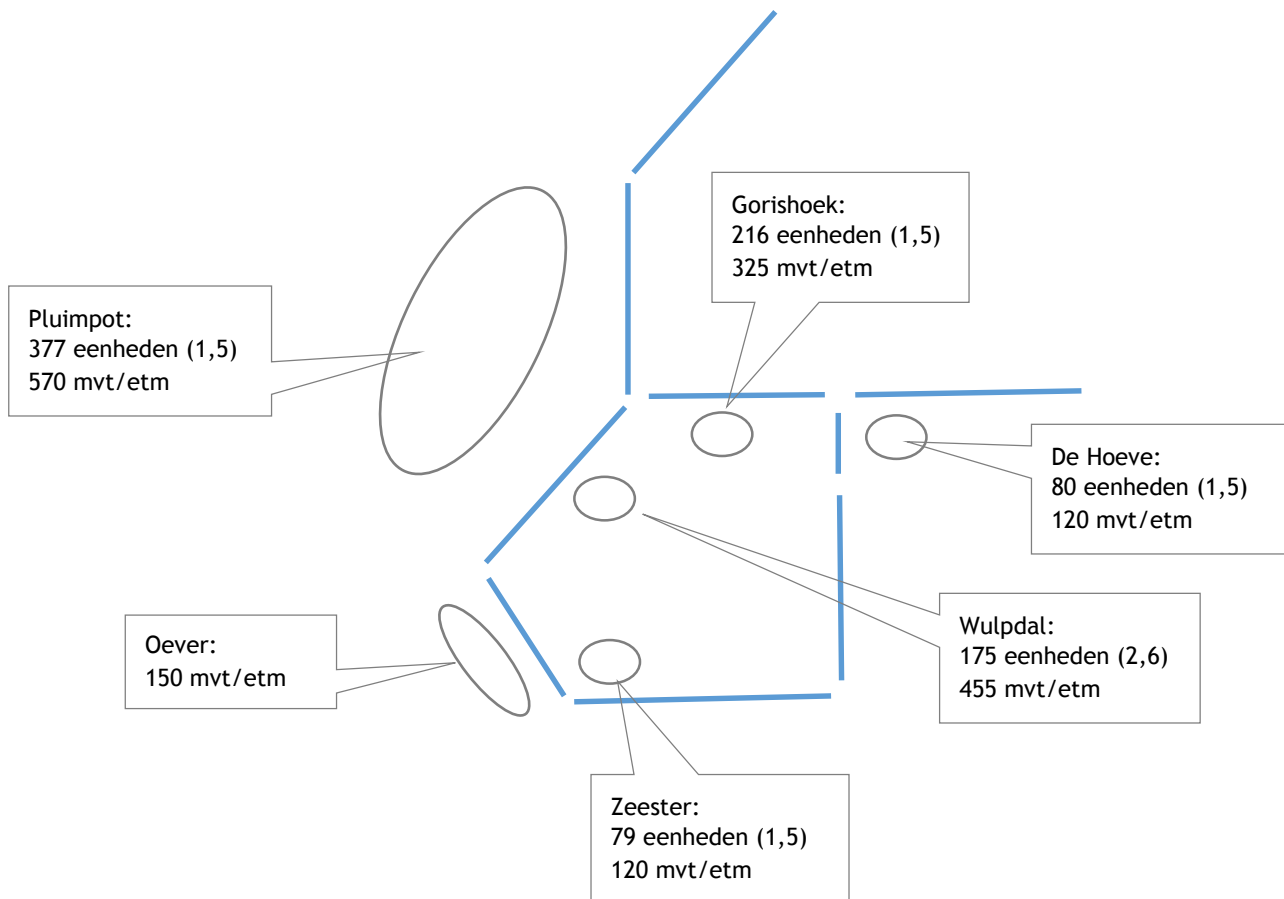 Gorishoek:
216 eenheden (1,5)
325 mvt/etm
Pluimpot:
377 eenheden (1,5)
570 mvt/etm
De Hoeve:
80 eenheden (1,5)
120 mvt/etm
Wulpdal:
175 eenheden (2,6)
455 mvt/etm
Oever:
150 mvt/etm
Zeester:
79 eenheden (1,5)
120 mvt/etm